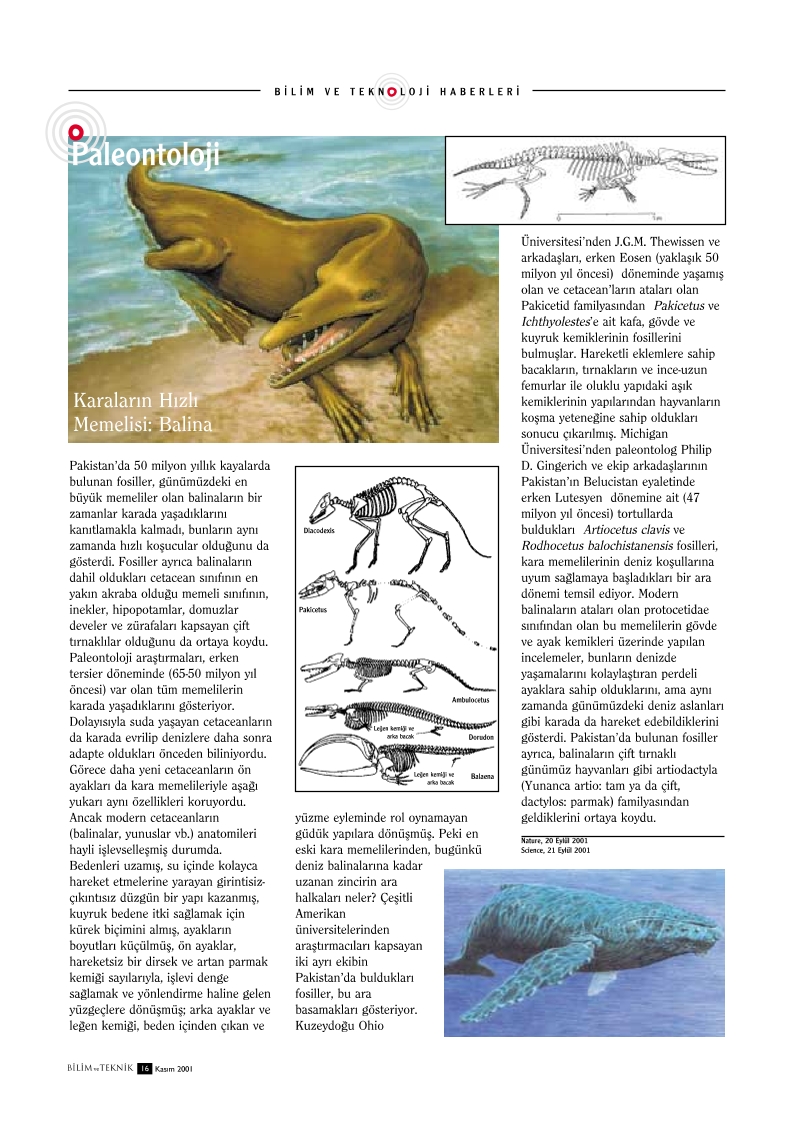 BİLİM VE TEKNOLOJİ HABERLERİ
Paleontoloji
Karaların Hızlı
Memelisi: Balina
Pakistan'da 50 milyon yıllık kayalarda
bulunan fosiller, günümüzdeki en
büyük memeliler olan balinaların bir
zamanlar karada yaşadıklarını
kanıtlamakla kalmadı, bunların aynı
zamanda hızlı koşucular olduğunu da
gösterdi. Fosiller ayrıca balinaların
dahil oldukları cetacean sınıfının en
yakın akraba olduğu memeli sınıfının,
inekler, hipopotamlar, domuzlar
develer ve zürafaları kapsayan çift
tırnaklılar olduğunu da ortaya koydu.
Paleontoloji araştırmaları, erken
tersier döneminde (65-50 milyon yıl
öncesi) var olan tüm memelilerin
karada yaşadıklarını gösteriyor.
Dolayısıyla suda yaşayan cetaceanların
da karada evrilip denizlere daha sonra
adapte oldukları önceden biliniyordu.
Görece daha yeni cetaceanların ön
ayakları da kara memelileriyle aşağı
yukarı aynı özellikleri koruyordu.
Ancak modern cetaceanların
(balinalar, yunuslar vb.) anatomileri
hayli işlevselleşmiş durumda.
Bedenleri uzamış, su içinde kolayca
hareket etmelerine yarayan girintisiz-
çıkıntısız düzgün bir yapı kazanmış,
kuyruk bedene itki sağlamak için
kürek biçimini almış, ayakların
boyutları küçülmüş, ön ayaklar,
hareketsiz bir dirsek ve artan parmak
kemiği sayılarıyla, işlevi denge
sağlamak ve yönlendirme haline gelen
yüzgeçlere dönüşmüş; arka ayaklar ve
leğen kemiği, beden içinden çıkan ve
Diacodexis
Pakicetus
Ambulocetus
Leğen kemiği ve
arka bacak
Dorudon
Leğen kemiği ve
arka bacak
Balaena
yüzme eyleminde rol oynamayan
güdük yapılara dönüşmüş. Peki en
eski kara memelilerinden, bugünkü
deniz balinalarına kadar
uzanan zincirin ara
halkaları neler? Çeşitli
Amerikan
üniversitelerinden
araştırmacıları kapsayan
iki ayrı ekibin
Pakistan'da buldukları
fosiller, bu ara
basamakları gösteriyor.
Kuzeydoğu Ohio
1m
Üniversitesi'nden J.G.M. Thewissen ve
arkadaşları, erken Eosen (yaklaşık 50
milyon yıl öncesi) döneminde yaşamış
olan ve cetacean'ların ataları olan
Pakicetid familyasından Pakicetus ve
Ichthyolestes'e ait kafa, gövde ve
kuyruk kemiklerinin fosillerini
bulmuşlar. Hareketli eklemlere sahip
bacakların, tırnakların ve ince-uzun
femurlar ile oluklu yapıdaki aşık
kemiklerinin yapılarından hayvanların
koşma yeteneğine sahip oldukları
sonucu çıkarılmış. Michigan
Üniversitesi'nden paleontolog Philip
D. Gingerich ve ekip arkadaşlarının
Pakistan'ın Belucistan eyaletinde
erken Lutesyen dönemine ait (47
milyon yıl öncesi) tortullarda
buldukları Artiocetus clavis ve
Rodhocetus balochistanensis fosilleri,
kara memelilerinin deniz koşullarına
uyum sağlamaya başladıkları bir ara
dönemi temsil ediyor. Modern
balinaların ataları olan protocetidae
sınıfından olan bu memelilerin gövde
ve ayak kemikleri üzerinde yapılan
incelemeler, bunların denizde
yaşamalarını kolaylaştıran perdeli
ayaklara sahip olduklarını, ama aynı
zamanda günümüzdeki deniz aslanları
gibi karada da hareket edebildiklerini
gösterdi. Pakistan'da bulunan fosiller
ayrıca, balinaların çift tırnaklı
günümüz hayvanları gibi artiodactyla
(Yunanca artio: tam ya da çift,
dactylos: parmak) familyasından
geldiklerini ortaya koydu.
Nature, 20 Eylül 2001
Science, 21 Eylül 2001
BİLİM ve TEKNİK 16 Kasım 2001